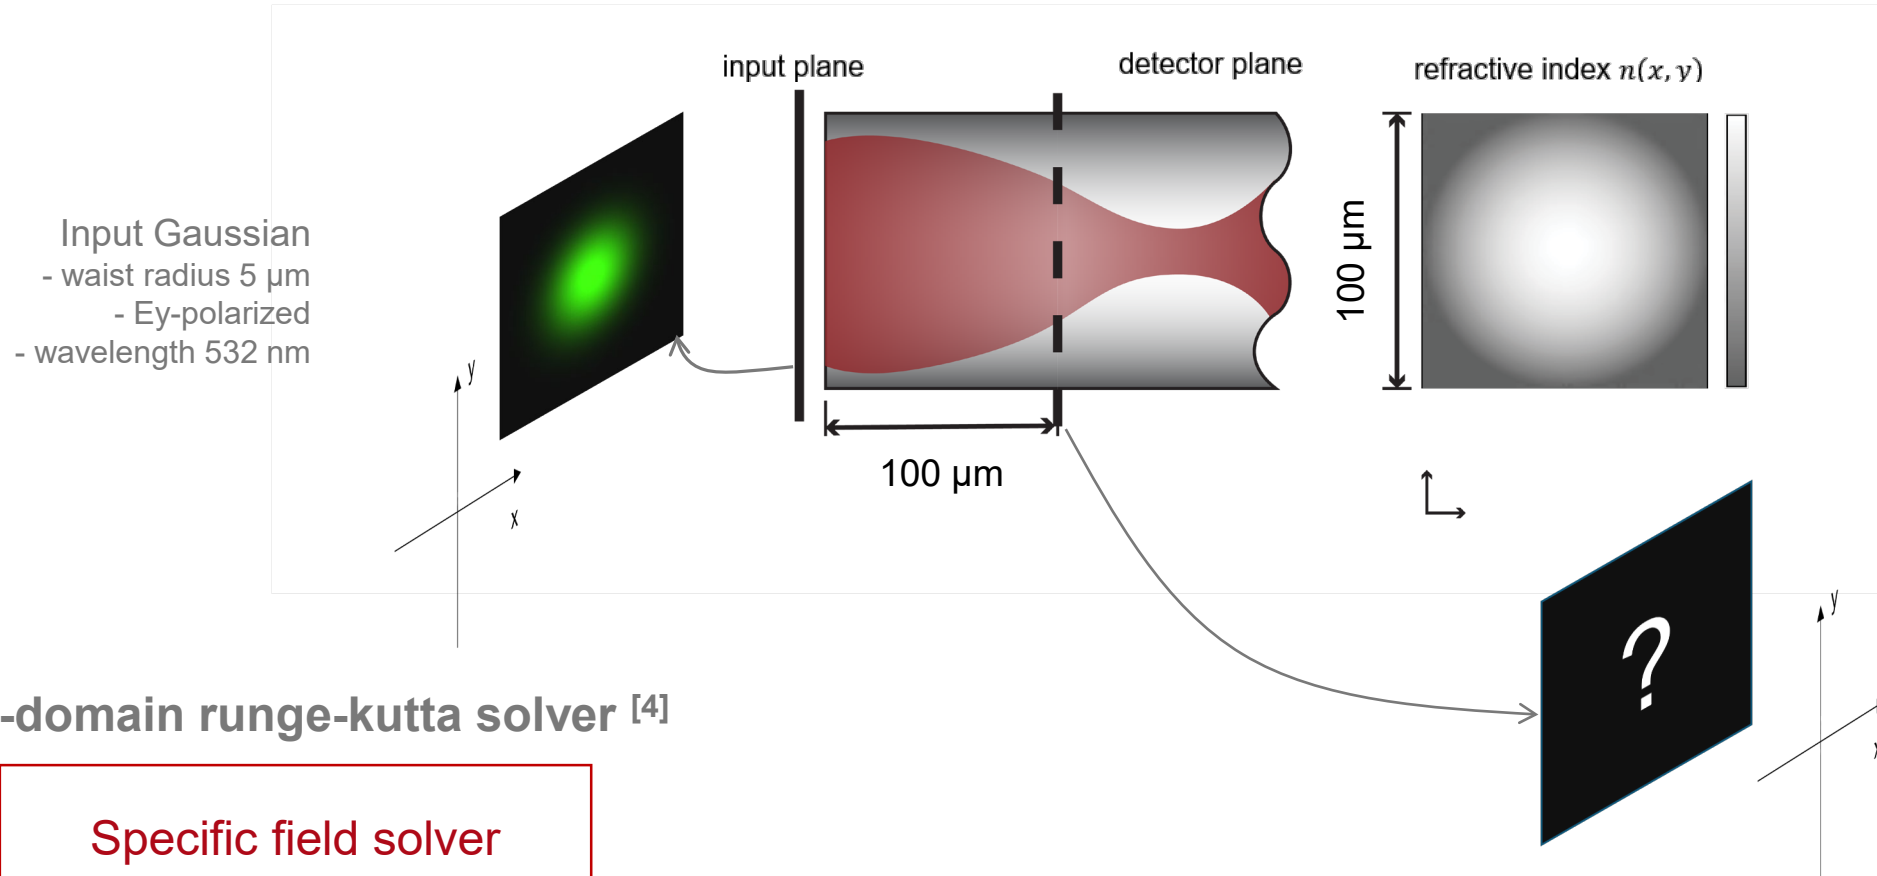 input plane
detector plane
refractive index n(x, y)
Input Gaussian
- waist radius 5 µm
- Ey-polarized
- wavelength 532 nm
y
x
100 µm
100 µm
?
y
-domain runge-kutta solver [4]
Specific field solver